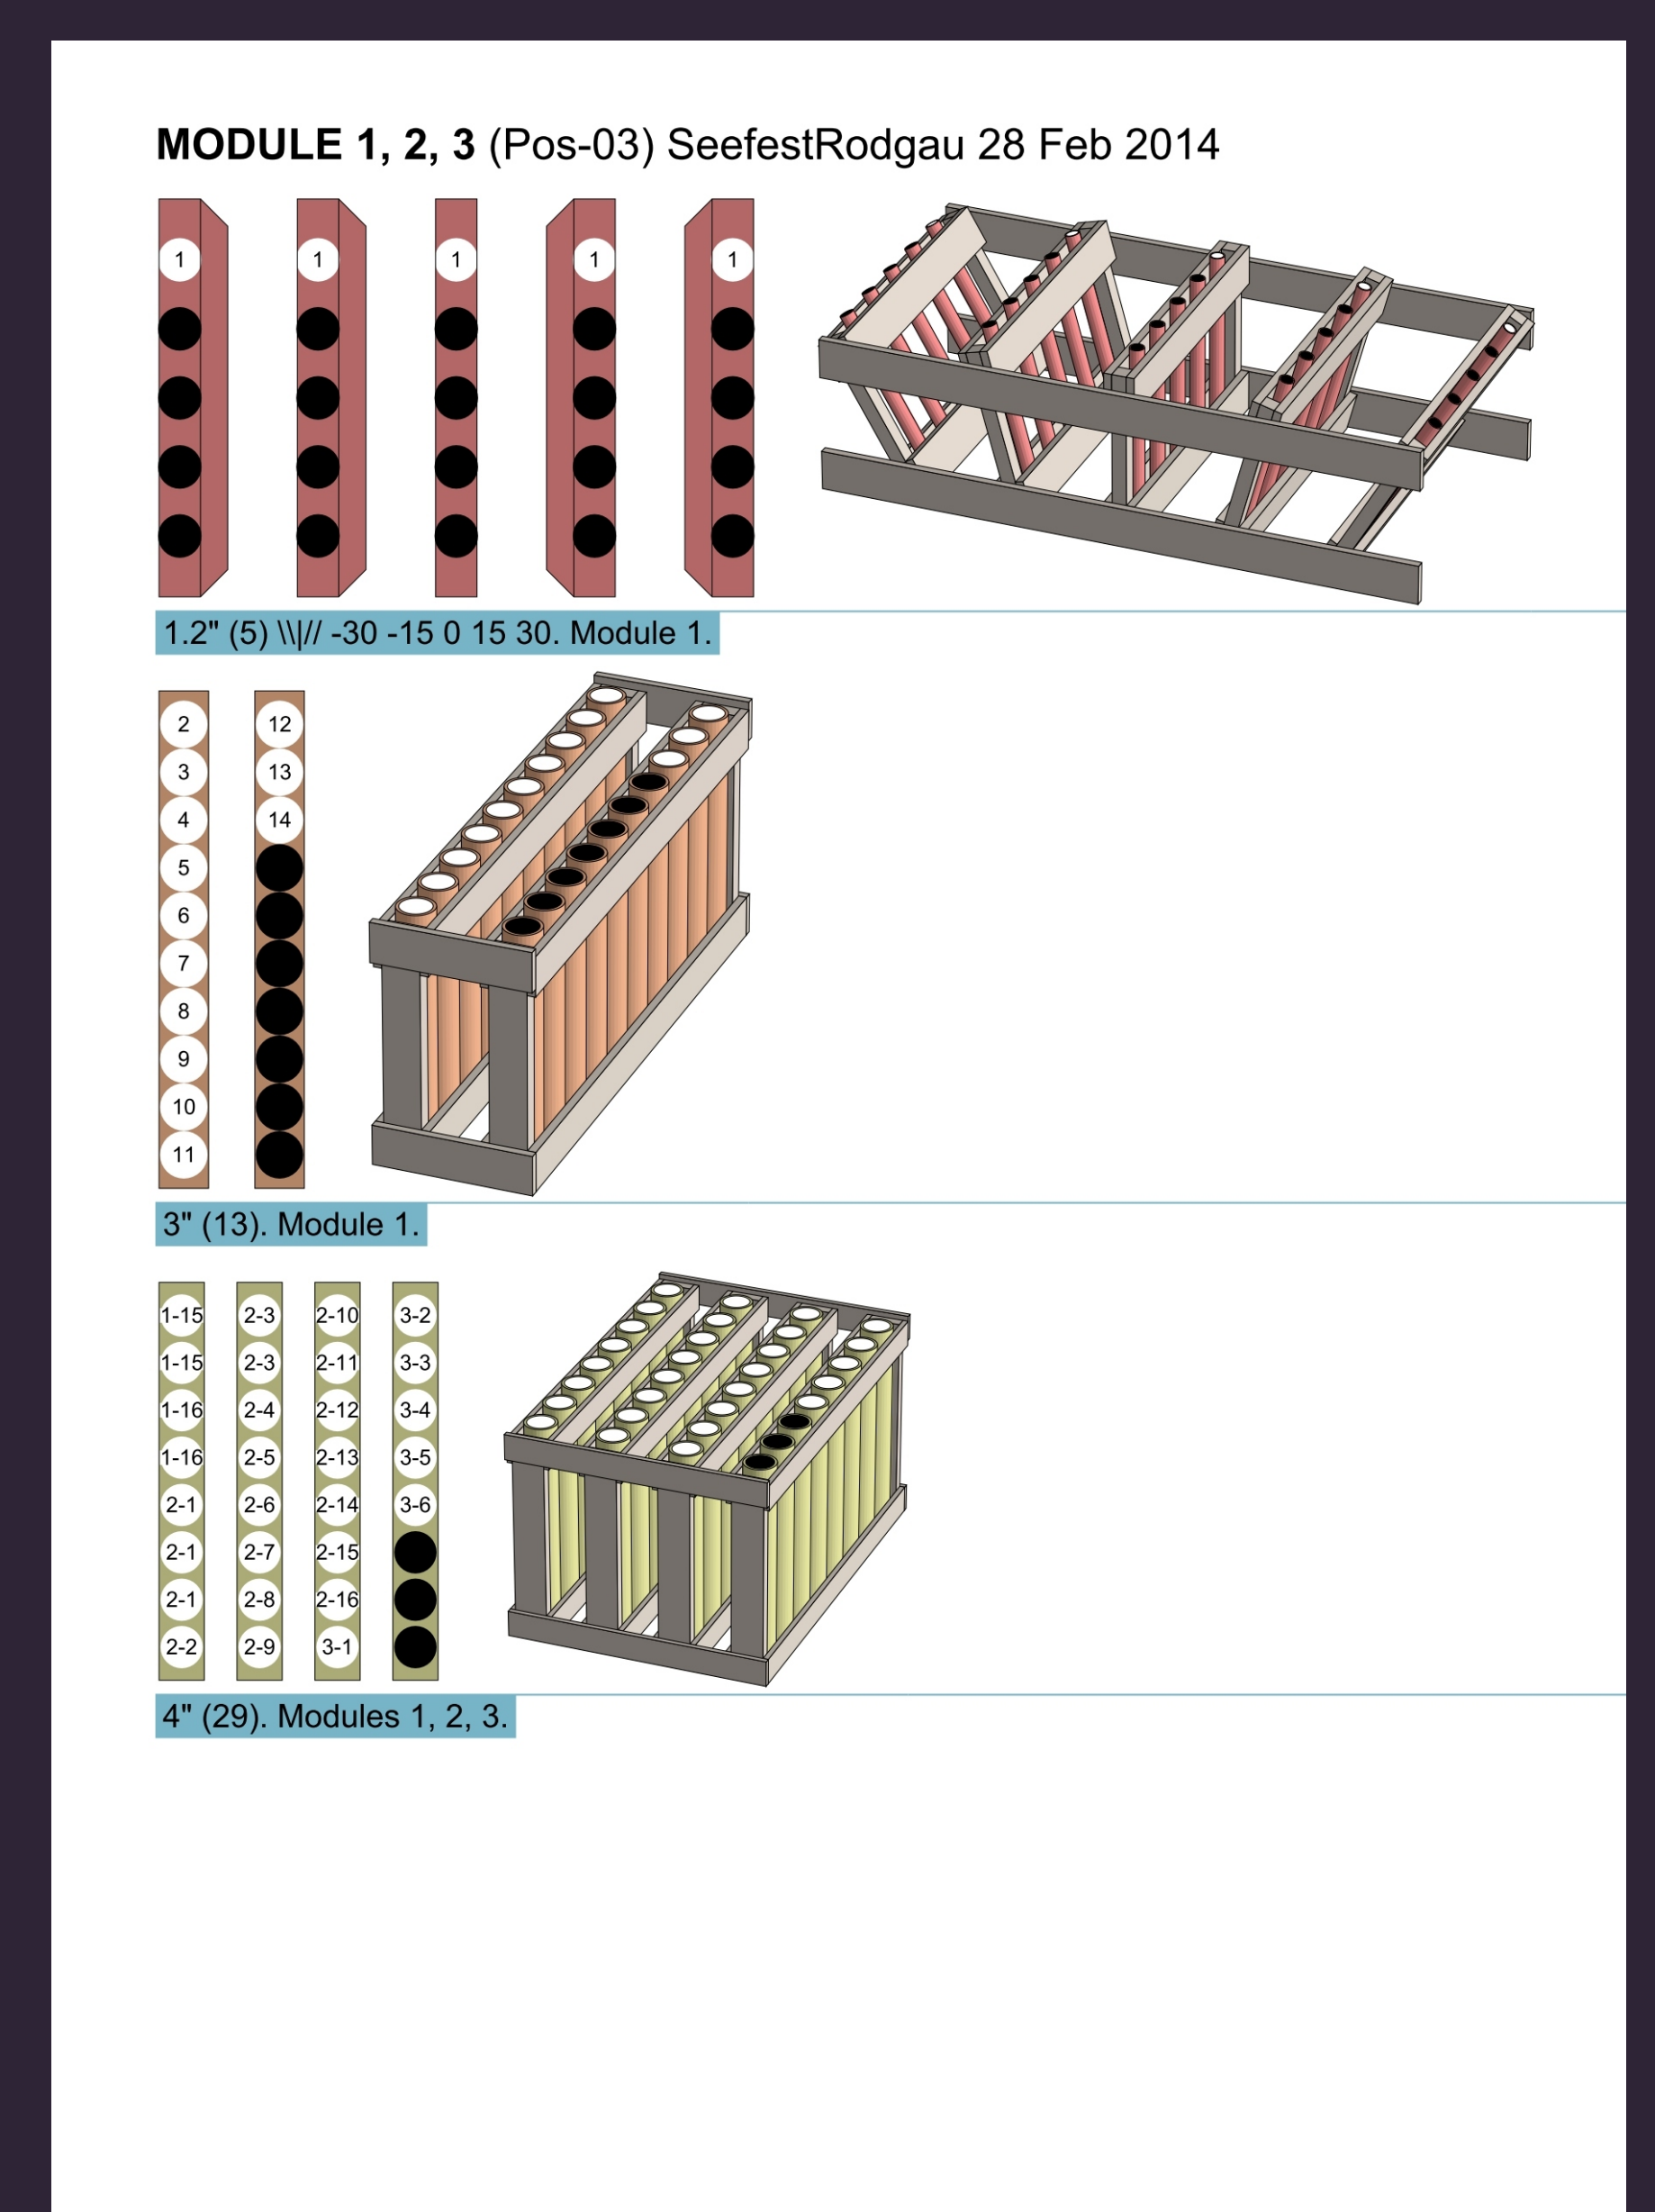 MODULE 1, 2, 3 (Pos-03) SeefestRodgau 28 Feb 2014
1 1 1 1 1
1.2" (5) \\|// -30 -15 0 15 30. Module 1.
2 12
3 13
4 14
5
6
7
8
9
10
11
3" (13). Module 1.
1-15 2-3 2-10 3-2
1-15 2-3 2-11 3-3
1-16 2-4 2-12 3-4
1-16 2-5 2-13 3-5
2-1 2-6 2-14 3-6
2-1 2-7 2-15
2-1 2-8 2-16
2-2 2-9 3-1
4" (29). Modules 1, 2, 3.